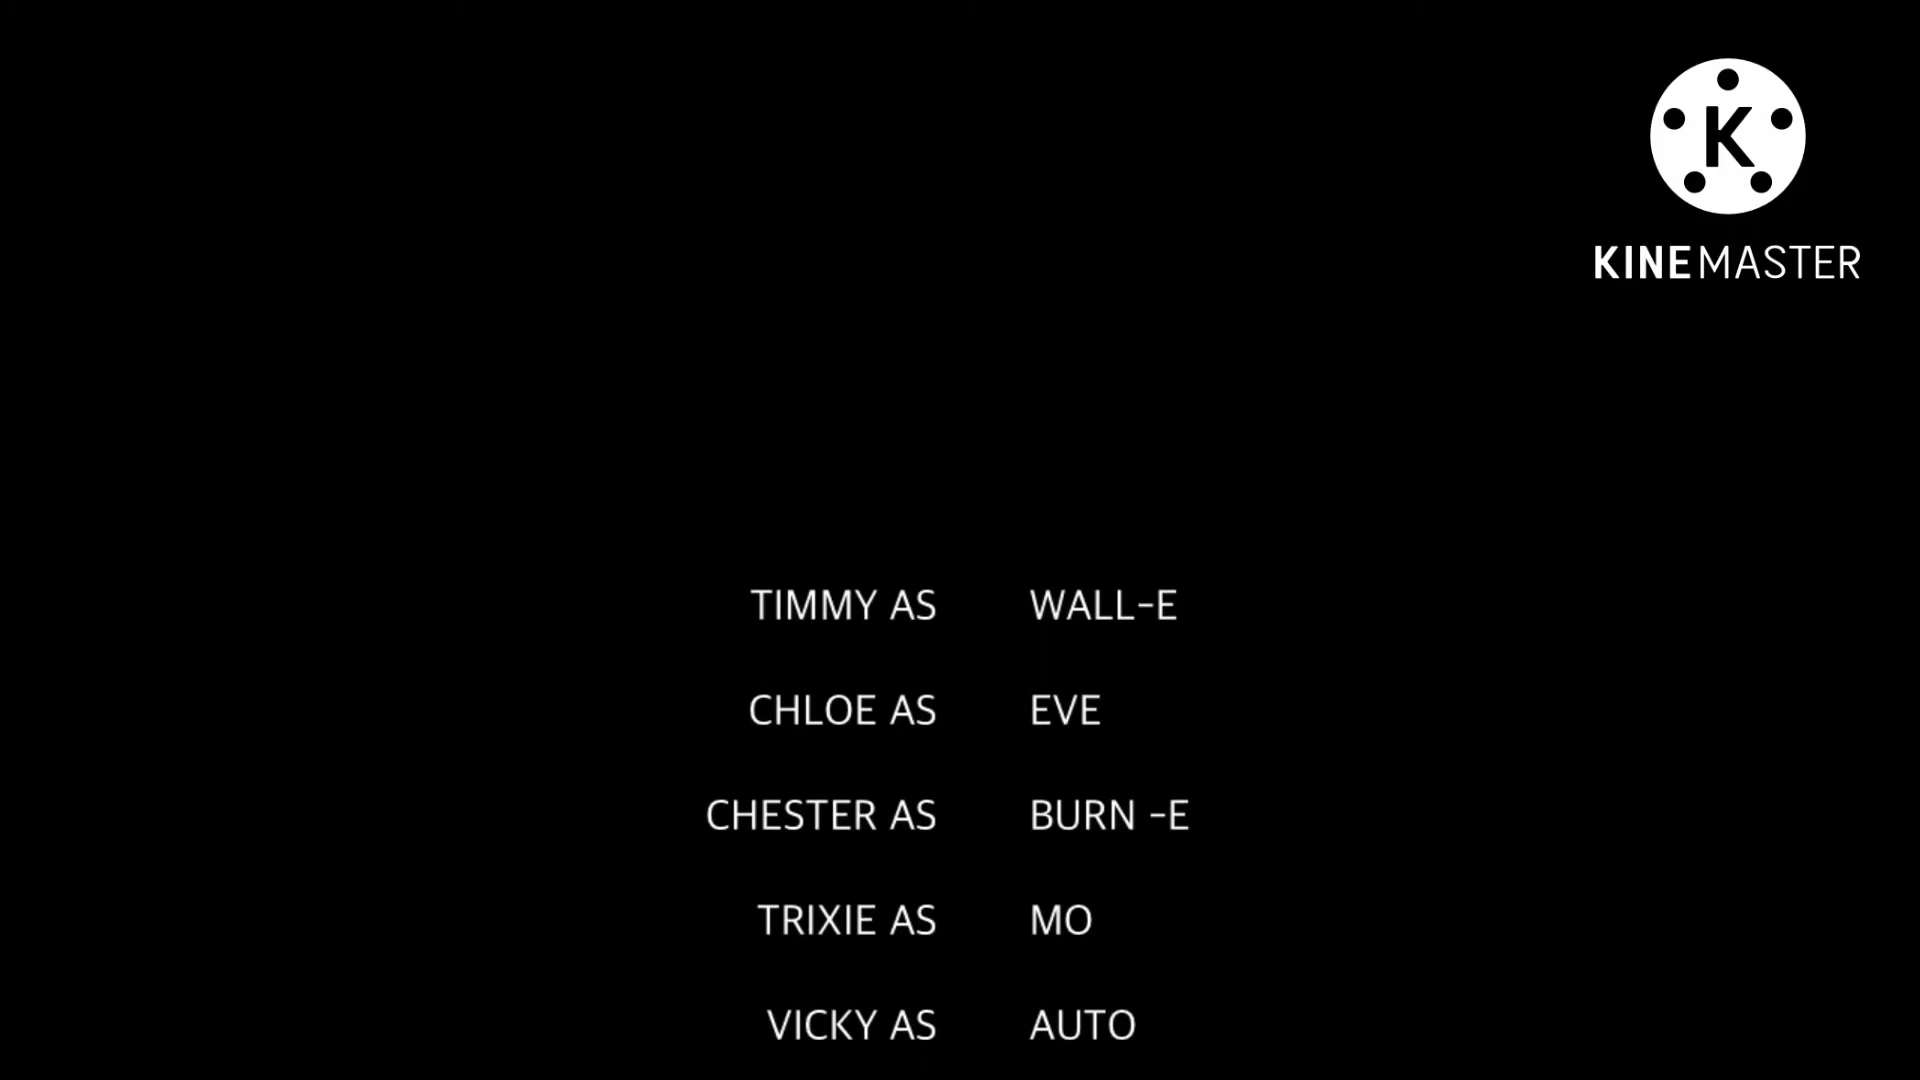 K
KINEMASTER
TIMMY AS WALL-E
CHLOE AS EVE
CHESTER AS BURN -E
TRIXIE AS MO
VICKY AS AUTO